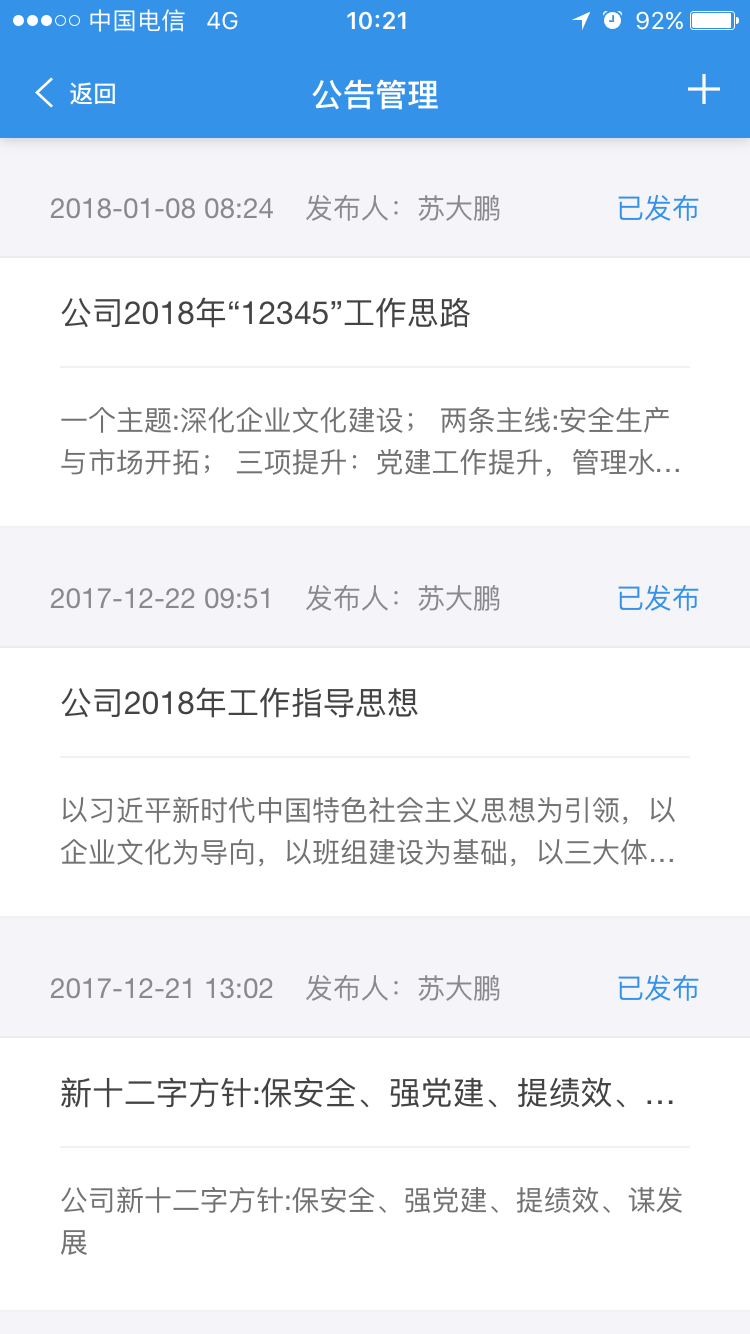 中国电信 4G 10:21 92%
返回 公告管理
2018-01-08 08:24 发布人：苏大鹏 已发布
公司2018年“12345”工作思路
一个主题:深化企业文化建设； 两条主线:安全生产
与市场开拓； 三项提升：党建工作提升，管理水…
2017-12-22 09:51 发布人：苏大鹏 已发布
公司2018年工作指导思想
以习近平新时代中国特色社会主义思想为引领，以
企业文化为导向，以班组建设为基础，以三大体…
2017-12-21 13:02 发布人：苏大鹏 已发布
新十二字方针:保安全、强党建、提绩效、…
公司新十二字方针:保安全、强党建、提绩效、谋发
展